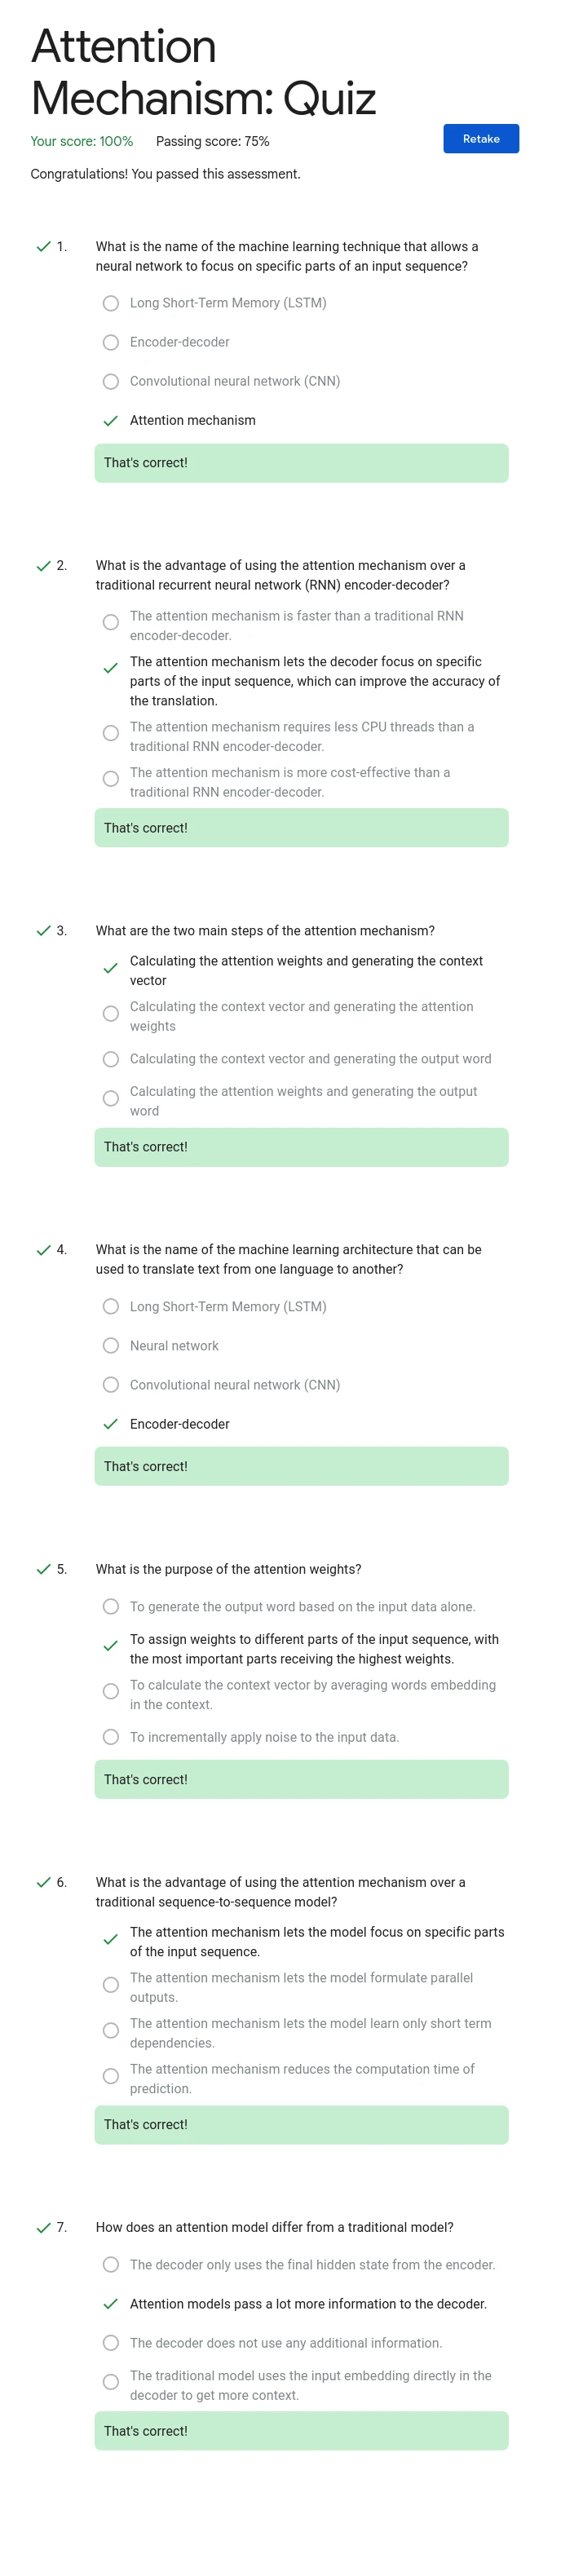 Attention
Mechanism: Quiz
Your score: 100% Passing score: 75%
Retake
Congratulations! You passed this assessment.
1. What is the name of the machine learning technique that allows a
neural network to focus on specific parts of an input sequence?
Long Short-Term Memory (LSTM)
Encoder-decoder
Convolutional neural network (CNN)
Attention mechanism
That's correct!
2. What is the advantage of using the attention mechanism over a
traditional recurrent neural network (RNN) encoder-decoder?
The attention mechanism is faster than a traditional RNN
encoder-decoder.
The attention mechanism lets the decoder focus on specific
parts of the input sequence, which can improve the accuracy of
the translation.
The attention mechanism requires less CPU threads than a
traditional RNN encoder-decoder.
The attention mechanism is more cost-effective than a
traditional RNN encoder-decoder.
That's correct!
3. What are the two main steps of the attention mechanism?
Calculating the attention weights and generating the context
vector
Calculating the context vector and generating the attention
weights
Calculating the context vector and generating the output word
Calculating the attention weights and generating the output
word
That's correct!
4. What is the name of the machine learning architecture that can be
used to translate text from one language to another?
Long Short-Term Memory (LSTM)
Neural network
Convolutional neural network (CNN)
Encoder-decoder
That's correct!
5. What is the purpose of the attention weights?
To generate the output word based on the input data alone.
To assign weights to different parts of the input sequence, with
the most important parts receiving the highest weights.
To calculate the context vector by averaging words embedding
in the context.
To incrementally apply noise to the input data.
That's correct!
6. What is the advantage of using the attention mechanism over a
traditional sequence-to-sequence model?
The attention mechanism lets the model focus on specific parts
of the input sequence.
The attention mechanism lets the model formulate parallel
outputs.
The attention mechanism lets the model learn only short term
dependencies.
The attention mechanism reduces the computation time of
prediction.
That's correct!
7. How does an attention model differ from a traditional model?
The decoder only uses the final hidden state from the encoder.
Attention models pass a lot more information to the decoder.
The decoder does not use any additional information.
The traditional model uses the input embedding directly in the
decoder to get more context.
That's correct!